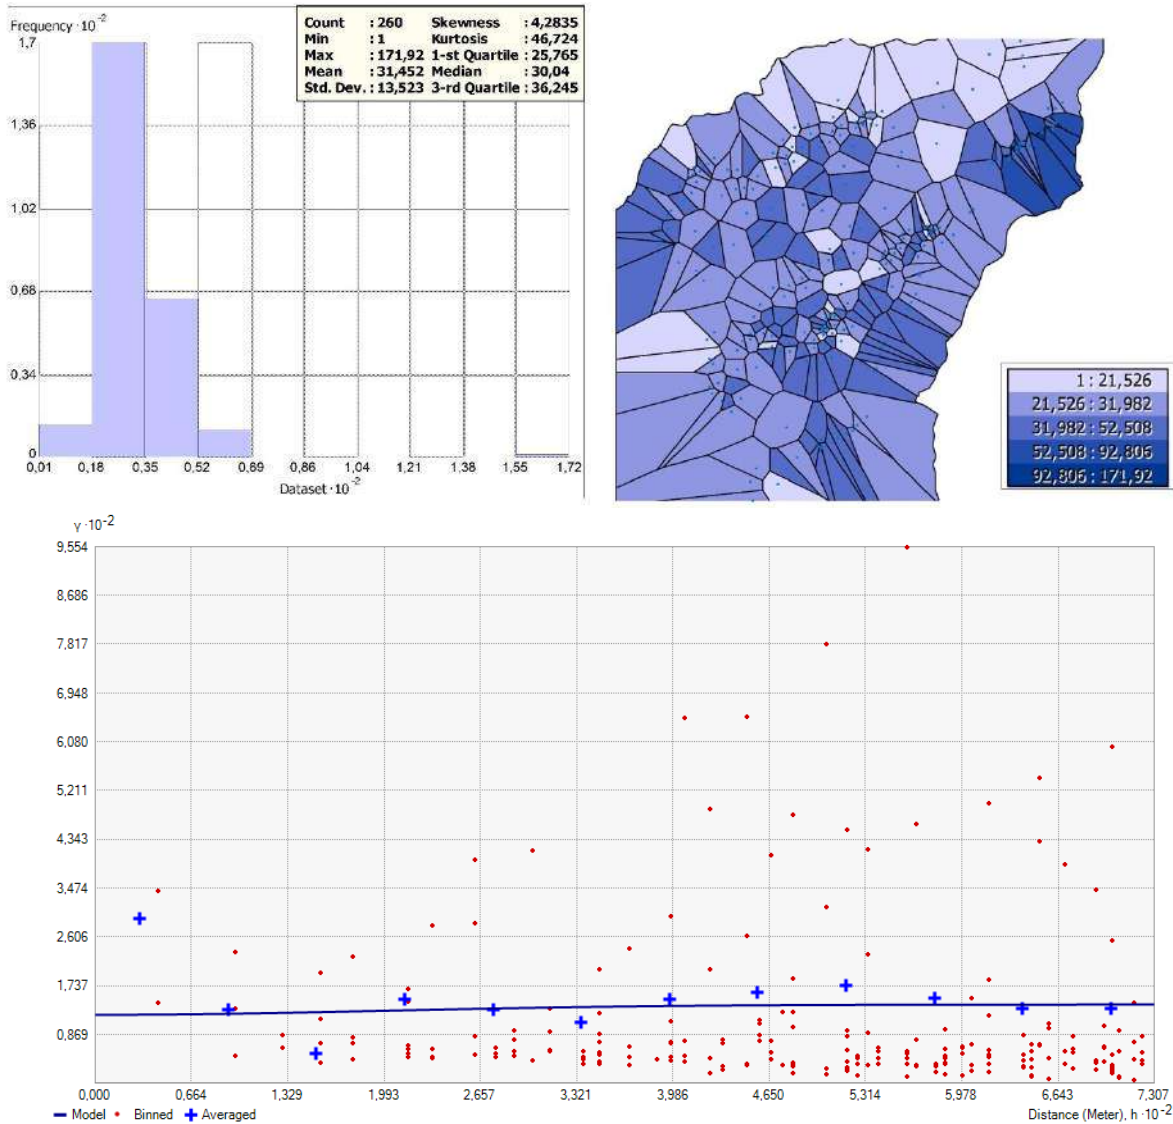 Frequency · 10⁻²
Count : 260 Skewness : 4,2835
Min : 1 Kurtosis : 46,724
Max : 171,92 1-st Quartile : 25,765
Mean : 31,452 Median : 30,04
Std. Dev. : 13,523 3-rd Quartile : 36,245
1,7
1,36
1,02
0,68
0,34
0
0,01 0,18 0,35 0,52 0,69 0,86 1,04 1,21 1,38 1,55 1,72
Dataset · 10⁻²
1 : 21,526
21,526 : 31,982
31,982 : 52,508
52,508 : 92,806
92,806 : 171,92
γ · 10⁻²
9,554
8,686
7,817
6,948
6,080
5,211
4,343
3,474
2,606
1,737
0,869
0,000 0,664 1,329 1,993 2,657 3,321 3,986 4,650 5,314 5,978 6,643 7,307
Model Binned Averaged
Distance (Meter), h · 10⁻²